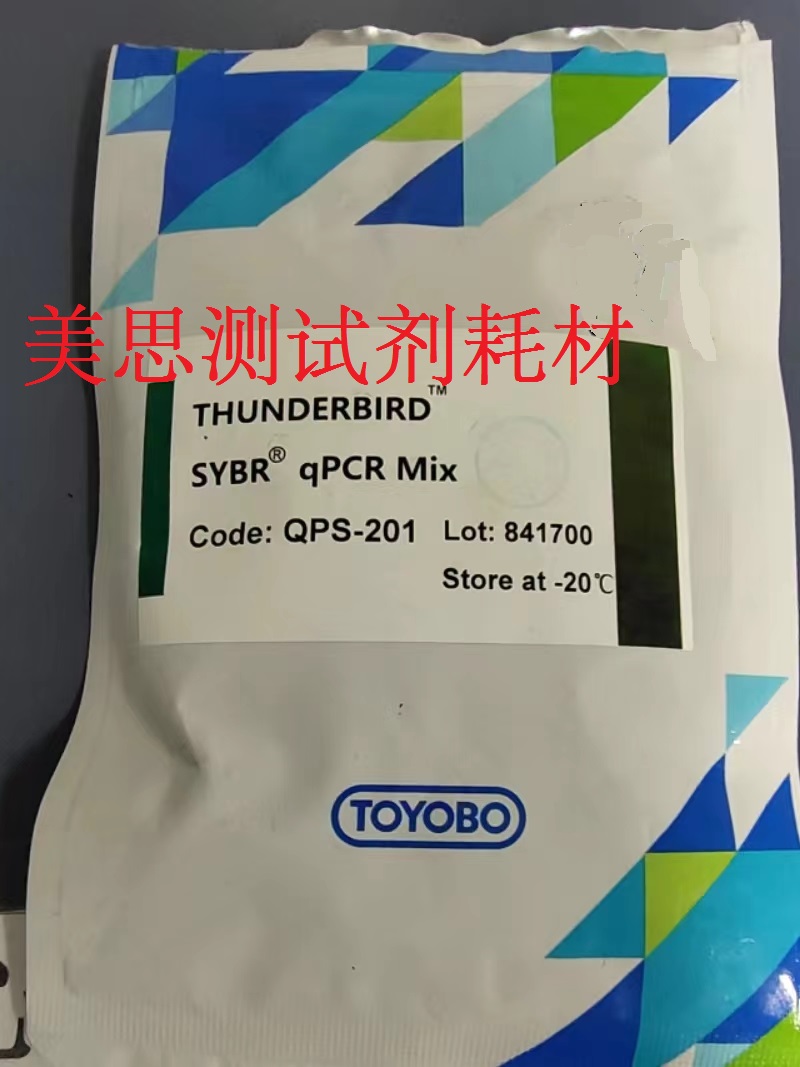 美思测试剂耗材
THUNDERBIRD™
SYBR® qPCR Mix
Code: QPS-201 Lot: 841700
Store at -20℃
TOYOBO